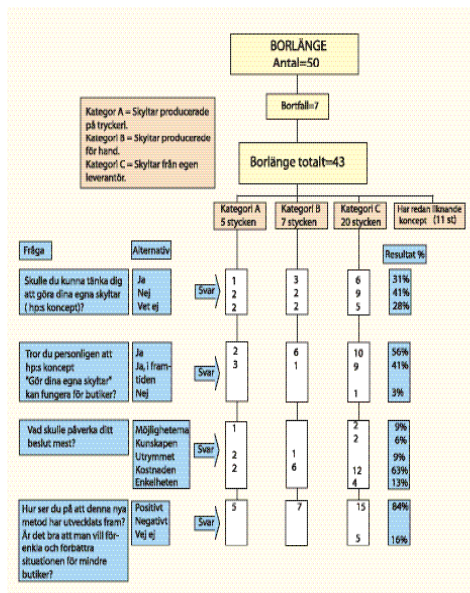 BORLÄNGE
Antal=50
Bortfall=7
Kategor A = Skyltar producerade
på tryckeri.
Kategori B = Skyltar producerade
för hand.
Kategori C = Skyltar från egen
leverantör.
Borlänge totalt=43
Kategori A
5 stycken
Kategori B
7 stycken
Kategori C
20 stycken
Har redan liknande
koncept (11 st)
Fråga
Alternativ
Resultat %
Skulle du kunna tänka dig
att göra dina egna skyltar
( hp:s koncept)?
Ja
Nej
Vet ej
Svar
1
2
2
3
2
2
6
9
5
31%
41%
28%
Tror du personligen att
hp:s koncept
"Gör dina egna skyltar"
kan fungera för butiker?
Ja
Ja, i fram-
tiden
Nej
Svar
2
3
6
1
10
9
1
56%
41%
3%
Vad skulle påverka ditt
beslut mest?
Möjligheterna
Kunskapen
Utrymmet
Kostnaden
Enkelheten
Svar
1
2
2
1
6
2
2
12
4
9%
6%
9%
63%
13%
Hur ser du på att denna nya
metod har utvecklats fram?
Är det bra att man vill för-
enkla och förbättra
situationen för mindre
butiker?
Positivt
Negativt
Vej ej
Svar
5
7
15
5
84%
16%